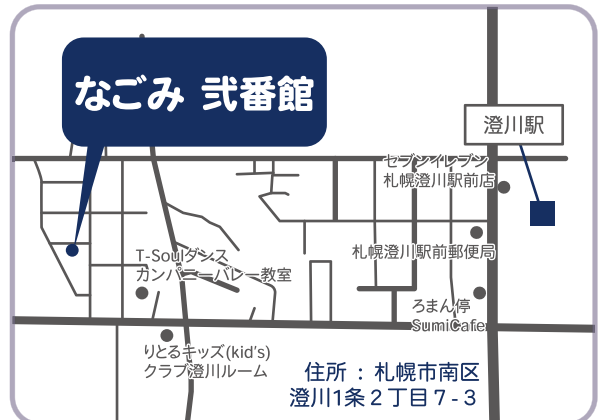 なごみ 弐番館
澄川駅
セブンイレブン
札幌澄川駅前店
札幌澄川駅前郵便局
T-Soulダンス
カンパニーバレー教室
ろまん停
SumiCafe
りとるキッズ(kid's)
クラブ澄川ルーム
住所：札幌市南区
澄川1条２丁目７-３